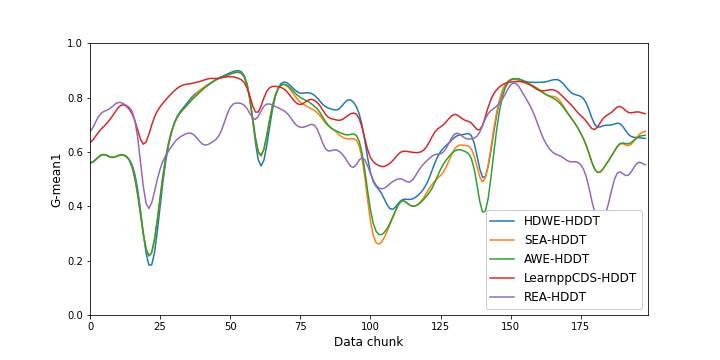 1.0
0.8
0.6
0.4
0.2
0.0
G-mean1
0
25
50
75
100
125
150
175
Data chunk
HDWE-HDDT
SEA-HDDT
AWE-HDDT
LearnppCDS-HDDT
REA-HDDT